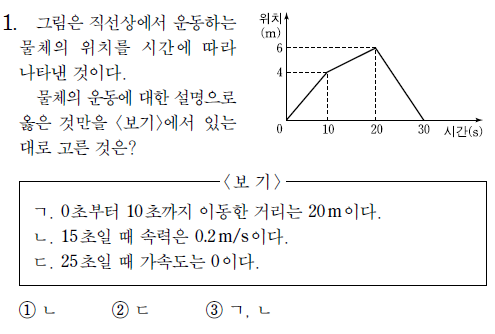 1. 그림은 직선상에서 운동하는
물체의 위치를 시간에 따라
나타낸 것이다.
물체의 운동에 대한 설명으로
옳은 것만을 <보기>에서 있는
대로 고른 것은?
위치
(m)
6
4
0 10 20 30 시간(s)
<보 기>
ㄱ. 0초부터 10초까지 이동한 거리는 20m이다.
ㄴ. 15초일 때 속력은 0.2m/s이다.
ㄷ. 25초일 때 가속도는 0이다.
① ㄴ ② ㄷ ③ ㄱ, ㄴ